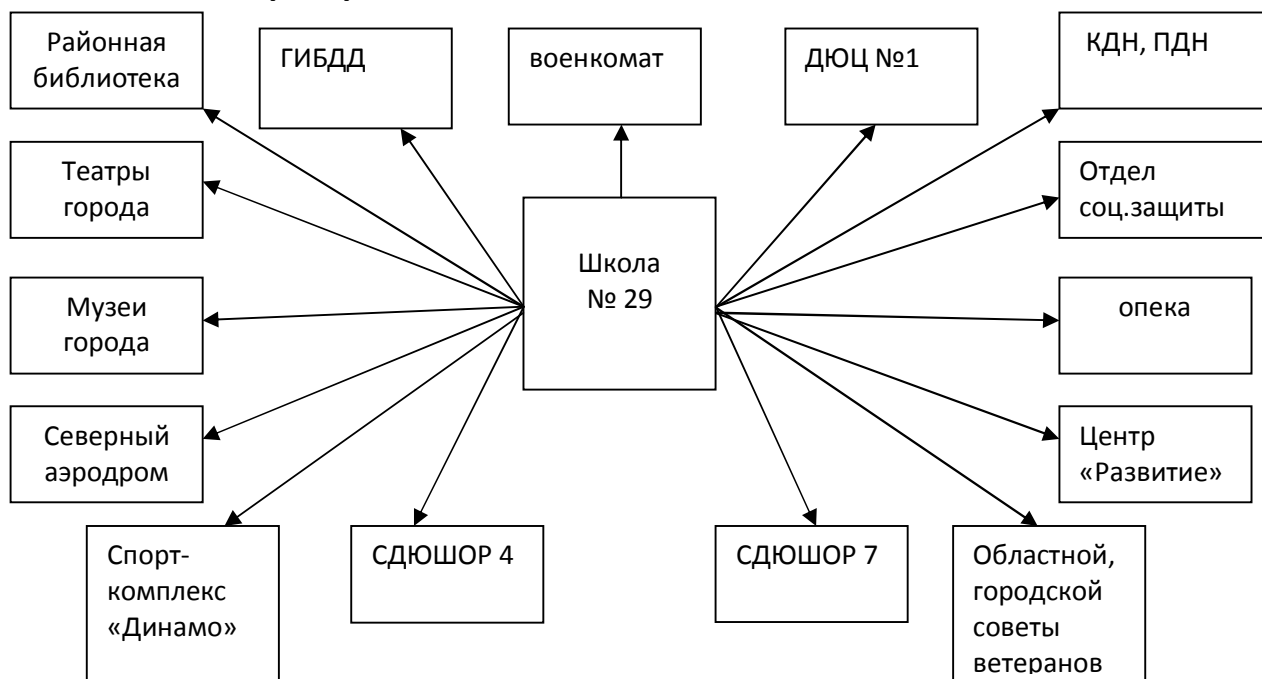 Районная
библиотека
ГИБДД
военкомат
ДЮЦ №1
КДН, ПДН
Театры
города
Отдел
соц.защиты
Школа
№ 29
Музеи
города
опека
Северный
аэродром
Центр
«Развитие»
Спорт-
комплекс
«Динамо»
СДЮШОР 4
СДЮШОР 7
Областной,
городской
советы
ветеранов